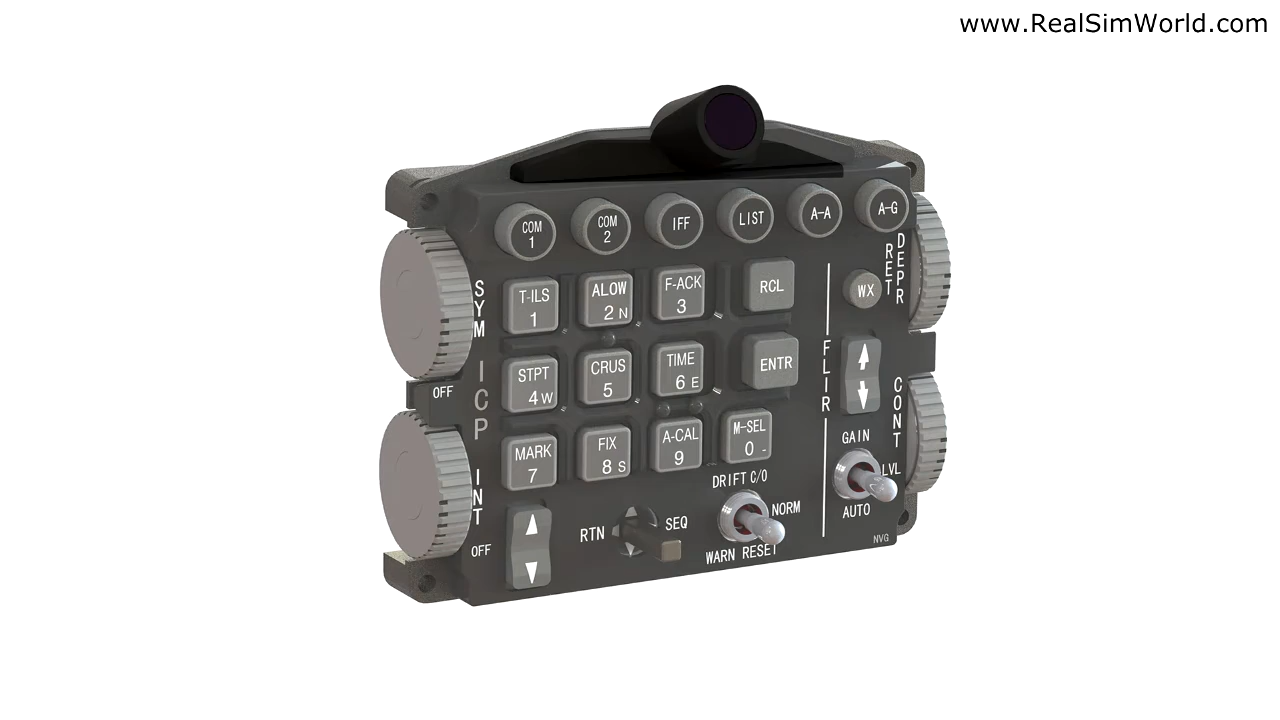 www.RealSimWorld.com
COM
1
COM
2
IFF
LIST
A-A
A-G
SYM
T-ILS
1
ALOW
2 N
F-ACK
3
RCL
WX
RET
DEPR
OFF
ICP
STPT
4 W
CRUS
5
TIME
6 E
ENTR
FLIR
CONT
INT
MARK
7
FIX
8 S
A-CAL
9
M-SEL
0 -
GAIN
LVL
AUTO
OFF
RTN
SEQ
DRIFT C/O
NORM
WARN RESET
NVG